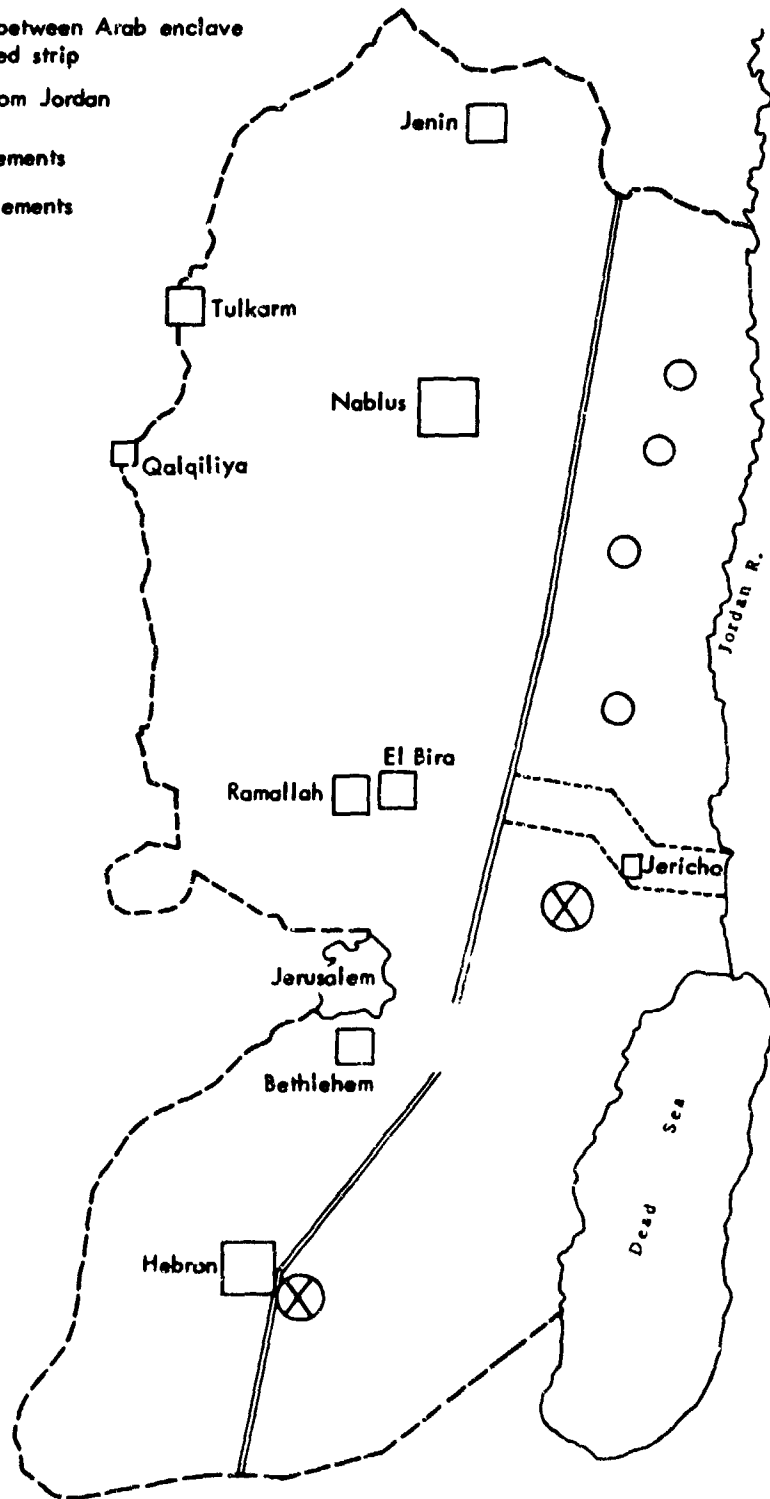 between Arab enclave
ed strip
om Jordan
ements
ements
Jenin
Tulkarm
Nablus
Qalqiliya
Jordan R.
El Bira
Ramallah
Jericho
Jerusalem
Bethlehem
Dead Sea
Hebron